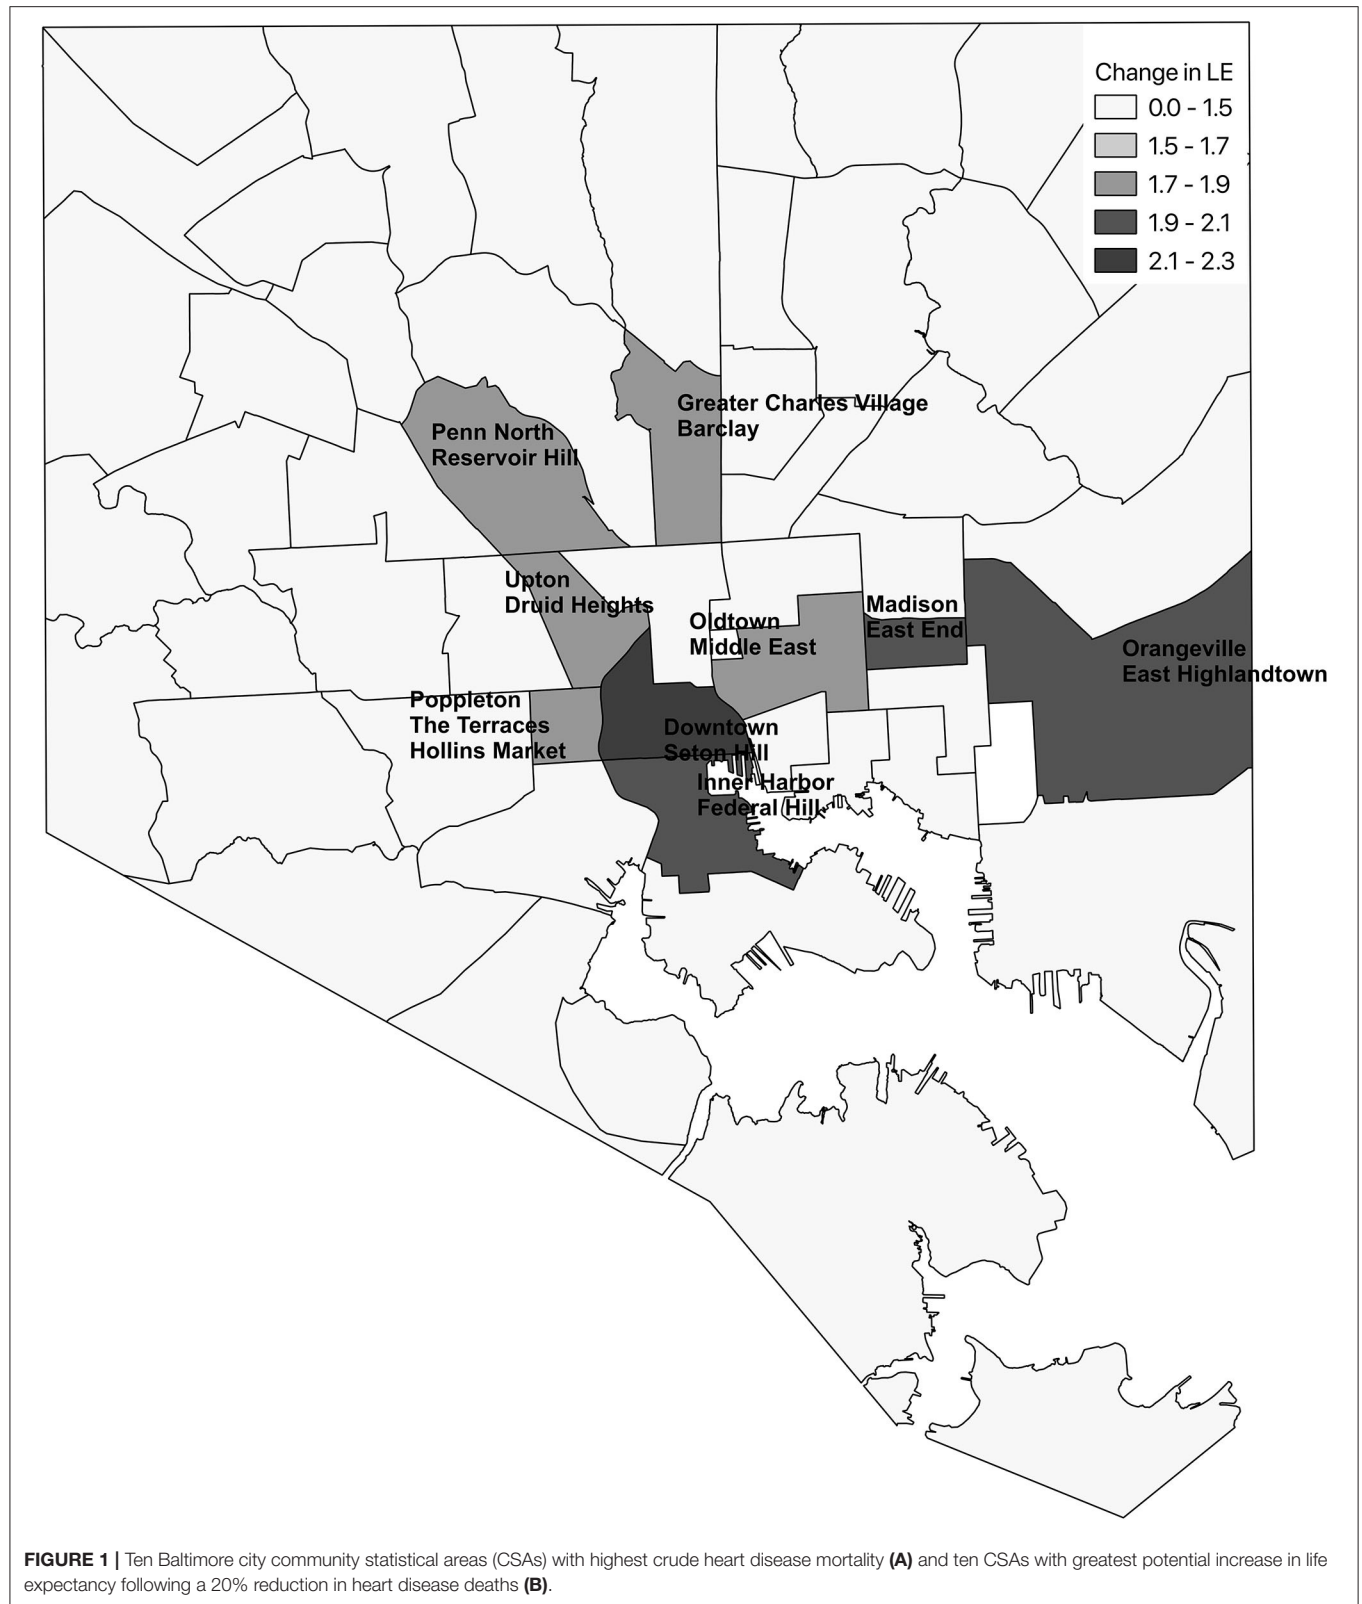 Change in LE
0.0 - 1.5
1.5 - 1.7
1.7 - 1.9
1.9 - 2.1
2.1 - 2.3
Greater Charles Village
Barclay
Penn North
Reservoir Hill
Upton
Druid Heights
Madison
East End
Oldtown
Middle East
Orangeville
East Highlandtown
Poppleton
The Terraces
Hollins Market
Downtown
Seton Hill
Inner Harbor
Federal Hill
FIGURE 1 | Ten Baltimore city community statistical areas (CSAs) with highest crude heart disease mortality (A) and ten CSAs with greatest potential increase in life
expectancy following a 20% reduction in heart disease deaths (B).